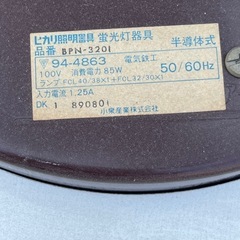 ヒカリ照明器具 蛍光灯器具 半導体式
品番 BPN-3201
〒94-4863 電気鉄工 50/60Hz
100V 消費電力 85W
ランプ FCL40/38X1+FCL32/30X1
入力電流 1.25A
DK 1 89080I 小泉産業株式会社